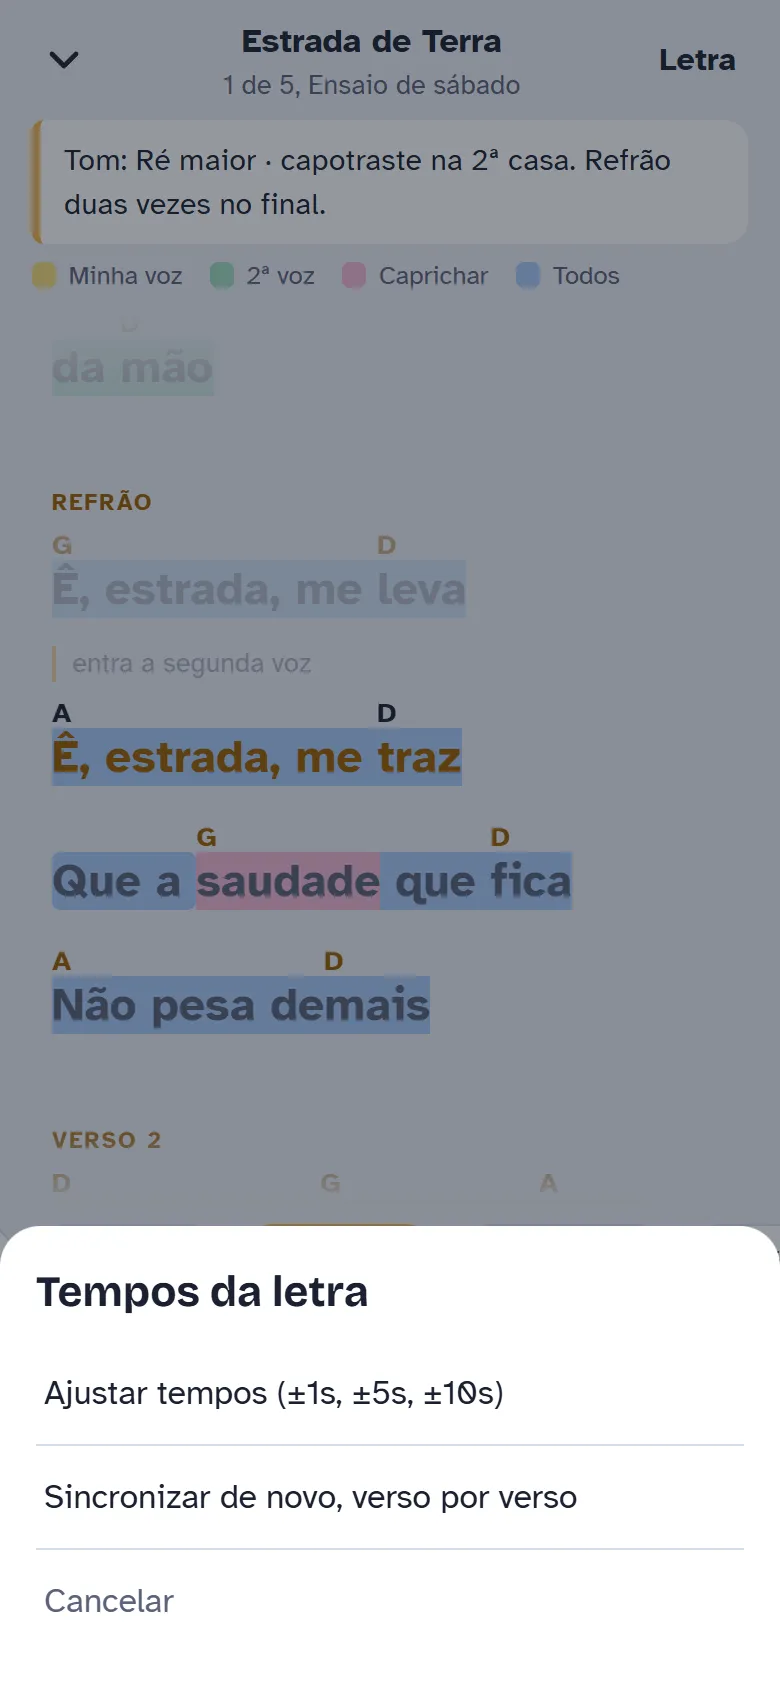 Estrada de Terra
1 de 5, Ensaio de sábado
Letra
Tom: Ré maior · capotraste na 2ª casa. Refrão
duas vezes no final.
Minha voz
2ª voz
Caprichar
Todos
D
da mão
REFRÃO
G D
Ê, estrada, me leva
entra a segunda voz
A D
Ê, estrada, me traz
G D
Que a saudade que fica
A D
Não pesa demais
VERSO 2
D G A
Tempos da letra
Ajustar tempos (±1s, ±5s, ±10s)
Sincronizar de novo, verso por verso
Cancelar